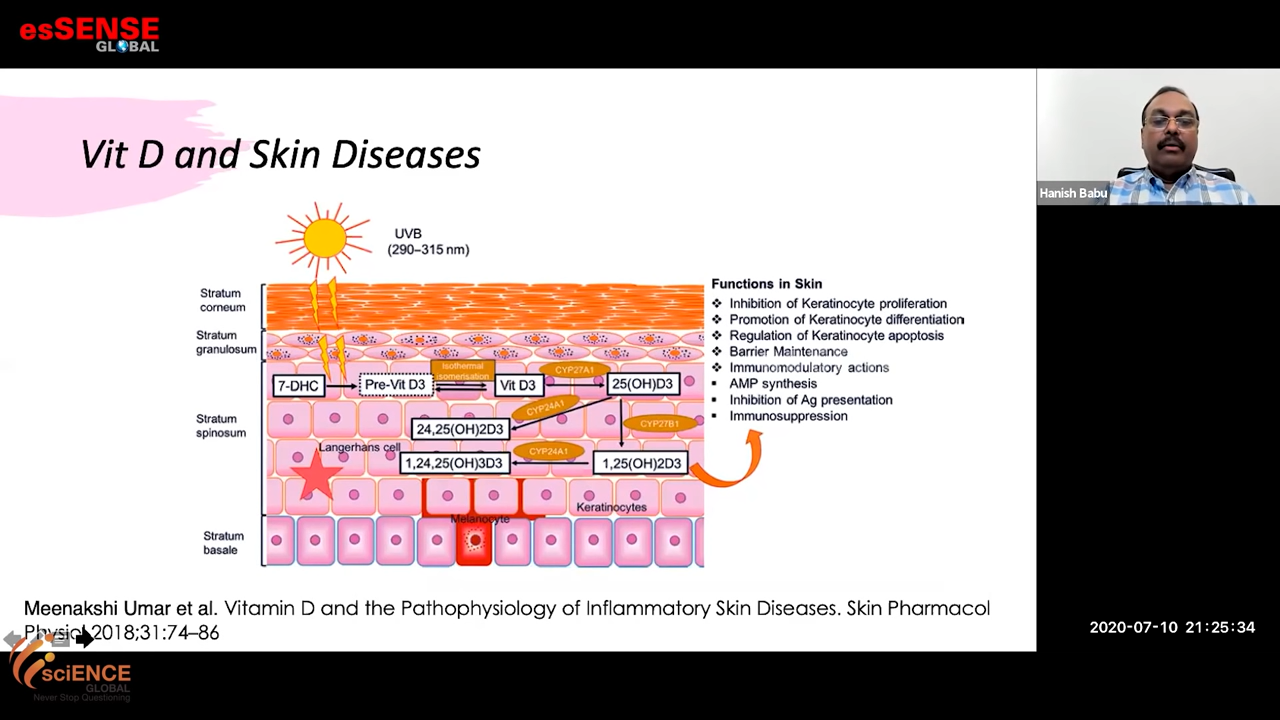 esSENSE
GLOBAL
Vit D and Skin Diseases
Hanish Babu
UVB
(290–315 nm)
Stratum
corneum
Stratum
granulosum
Stratum
spinosum
Stratum
basale
Isothermal
isomerisation
CYP27A1
7-DHC
Pre-Vit D3
Vit D3
25(OH)D3
CYP24A1
CYP27B1
24,25(OH)2D3
Langerhans cell
CYP24A1
1,24,25(OH)3D3
1,25(OH)2D3
Keratinocytes
Melanocyte
Functions in Skin
❖ Inhibition of Keratinocyte proliferation
❖ Promotion of Keratinocyte differentiation
❖ Regulation of Keratinocyte apoptosis
❖ Barrier Maintenance
❖ Immunomodulatory actions
▪ AMP synthesis
▪ Inhibition of Ag presentation
▪ Immunosuppression
Meenakshi Umar et al. Vitamin D and the Pathophysiology of Inflammatory Skin Diseases. Skin Pharmacol
Physiol 2018;31:74–86
2020-07-10 21:25:34
sciENCE
GLOBAL
Never Stop Questioning